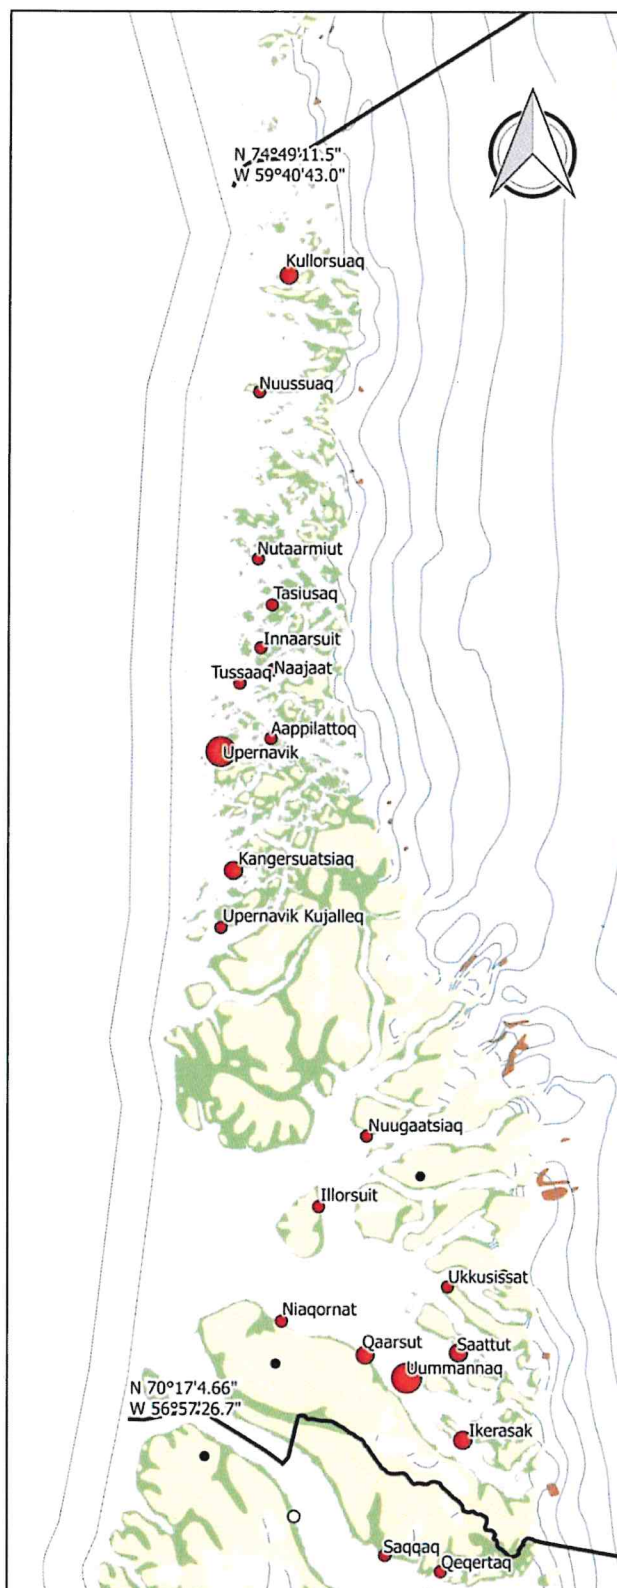 N 74°49'11.5"
W 59°40'43.0"
Kullorsuaq
Nuussuaq
Nutaarmiut
Tasiusaq
Innaarsuit
Naajaat
Tussaaq
Aappilattoq
Upernavik
Kangersuatsiaq
Upernavik Kujalleq
Nuugaatsiaq
Illorsuit
Ukkusissat
Niaqornat
Qaarsut
Saattut
Uummannaq
N 70°17'4.66"
W 56°57'26.7"
Ikerasak
Saqqaq
Qeqertaq